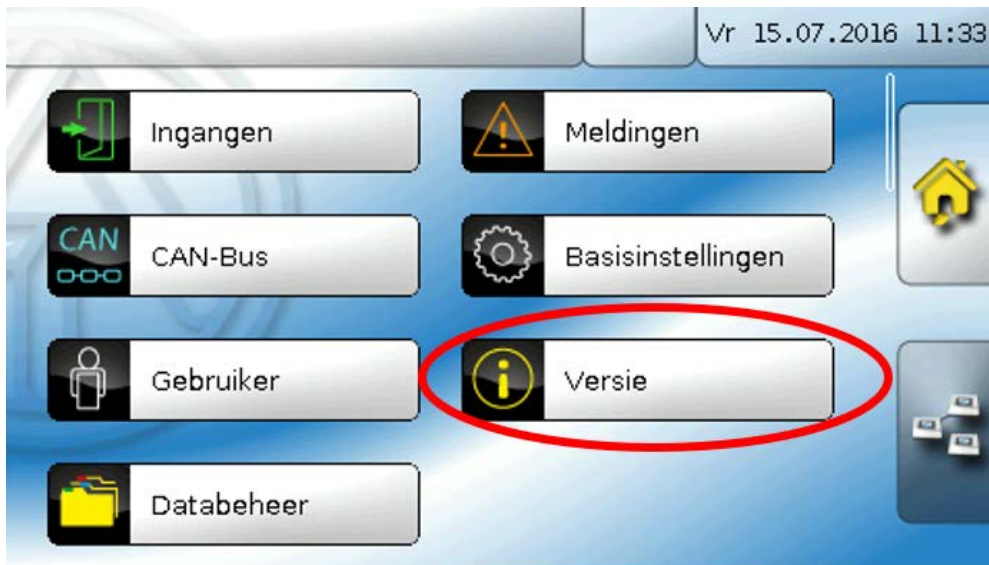 Vr 15.07.2016 11:33
Ingangen
Meldingen
CAN
CAN-Bus
Basisinstellingen
Gebruiker
Versie
Databeheer